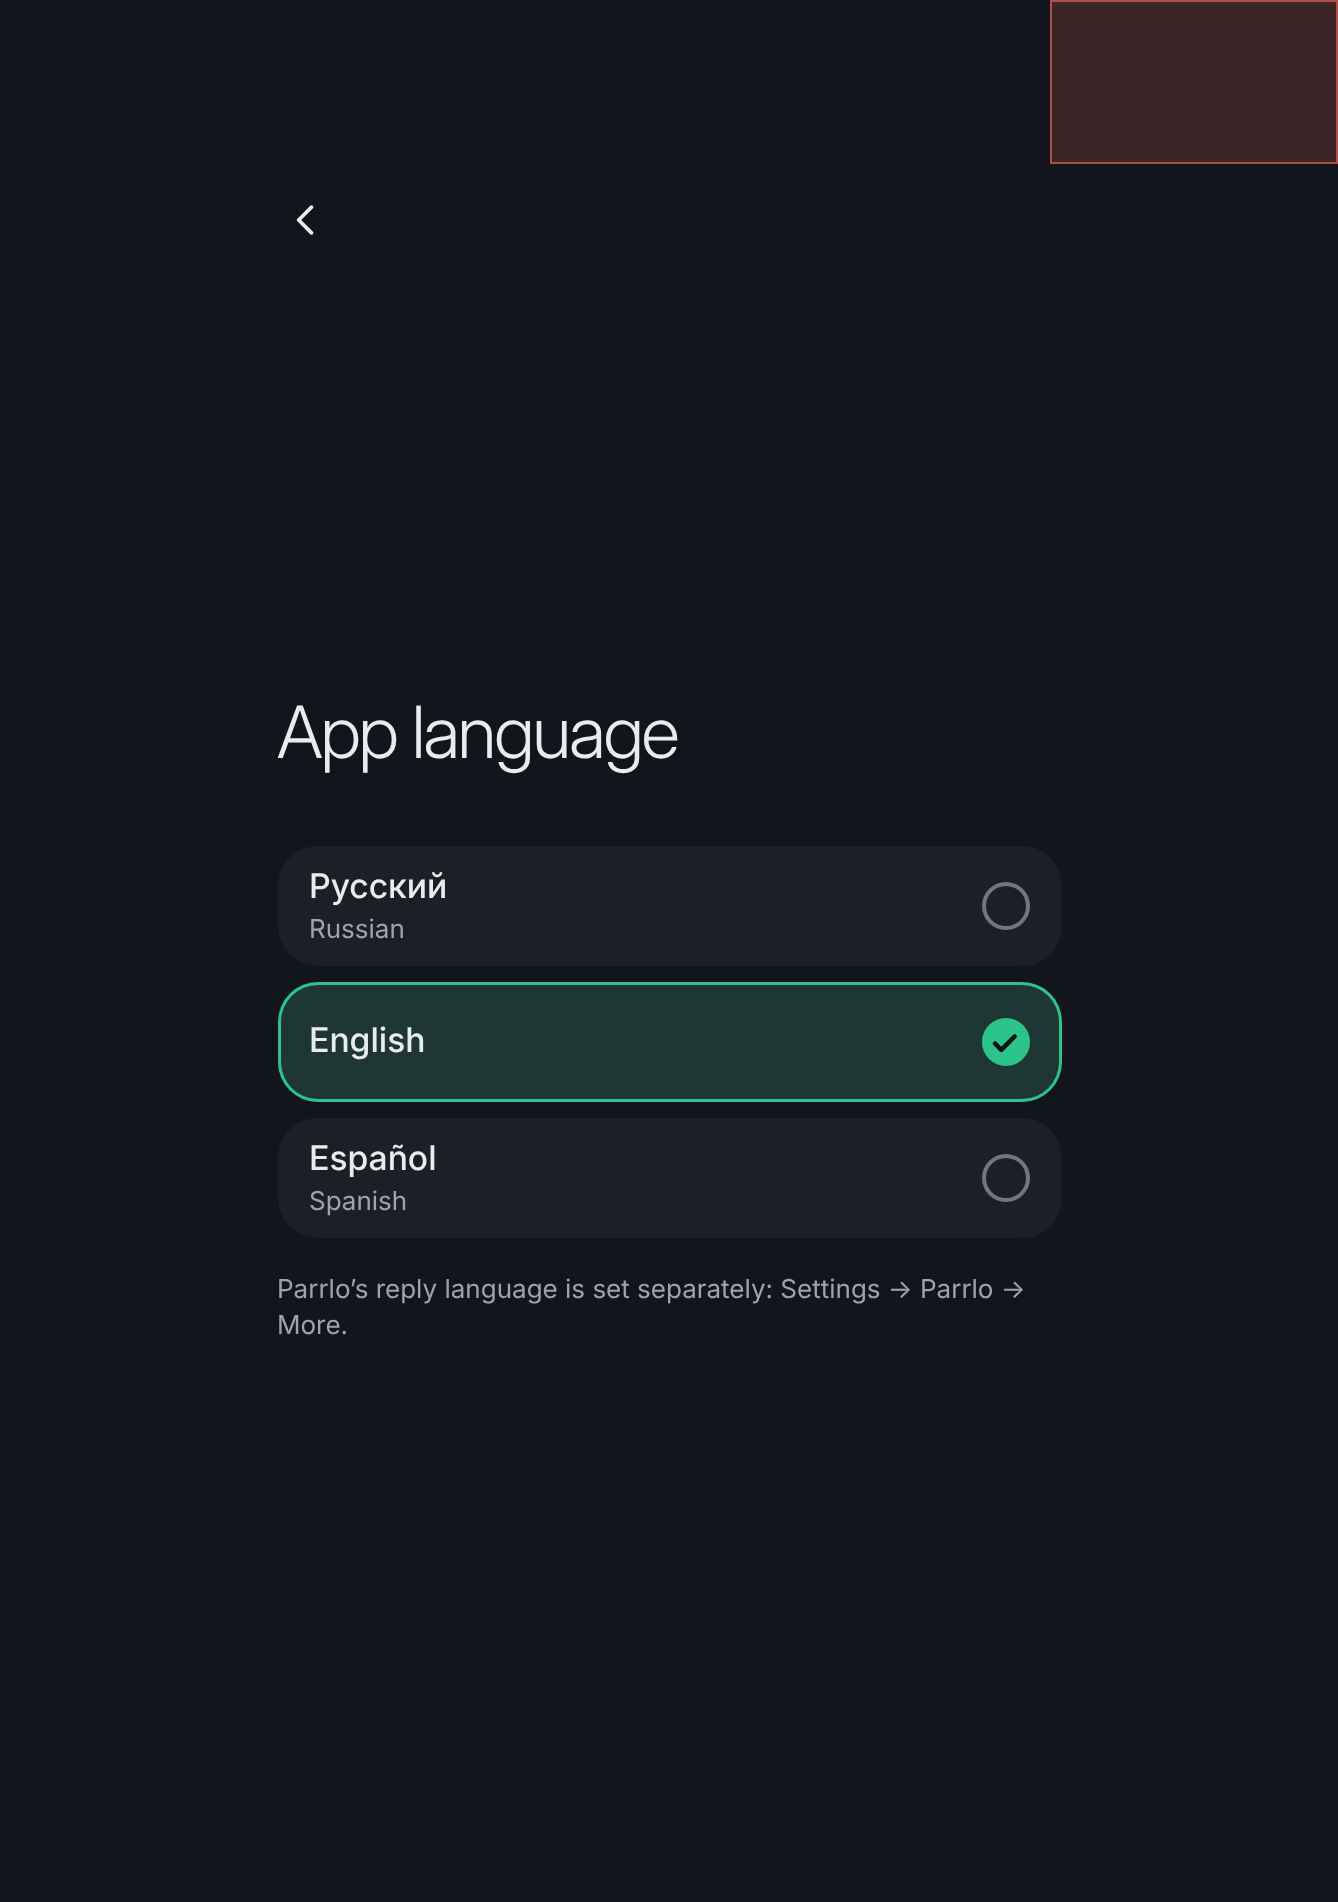 App language
Русский
Russian
English
Español
Spanish
Parrlo’s reply language is set separately: Settings → Parrlo →
More.